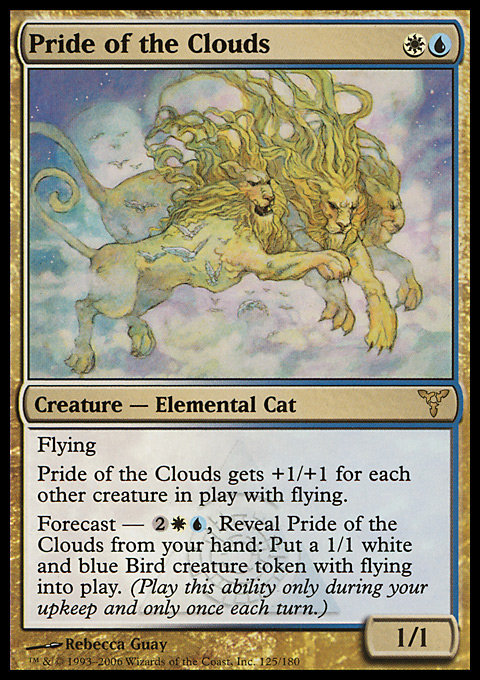 Pride of the Clouds
Creature — Elemental Cat
Flying
Pride of the Clouds gets +1/+1 for each
other creature in play with flying.
Forecast — 2, Reveal Pride of the
Clouds from your hand: Put a 1/1 white
and blue Bird creature token with flying
into play. (Play this ability only during your
upkeep and only once each turn.)
Rebecca Guay
1/1
™ & © 1993–2006 Wizards of the Coast, Inc. 125/180